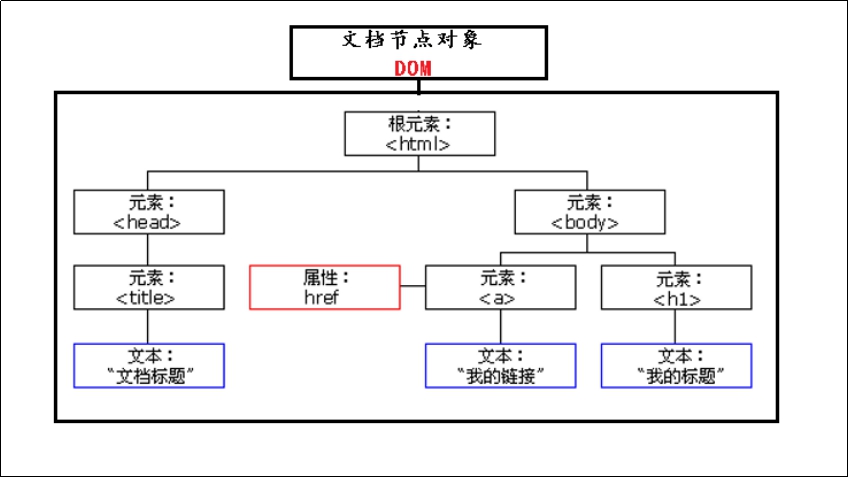 文档节点对象
DOM
根元素：
<html>
元素：
<head>
元素：
<body>
元素：
<title>
属性：
href
元素：
<a>
元素：
<h1>
文本：
“文档标题”
文本：
“我的链接”
文本：
“我的标题”